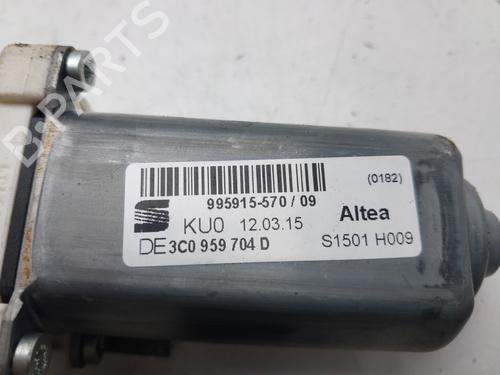 B-PARTS
995915-570 / 09
(0182)
KU0 12.03.15
Altea
DE 3C0 959 704 D
S1501 H009